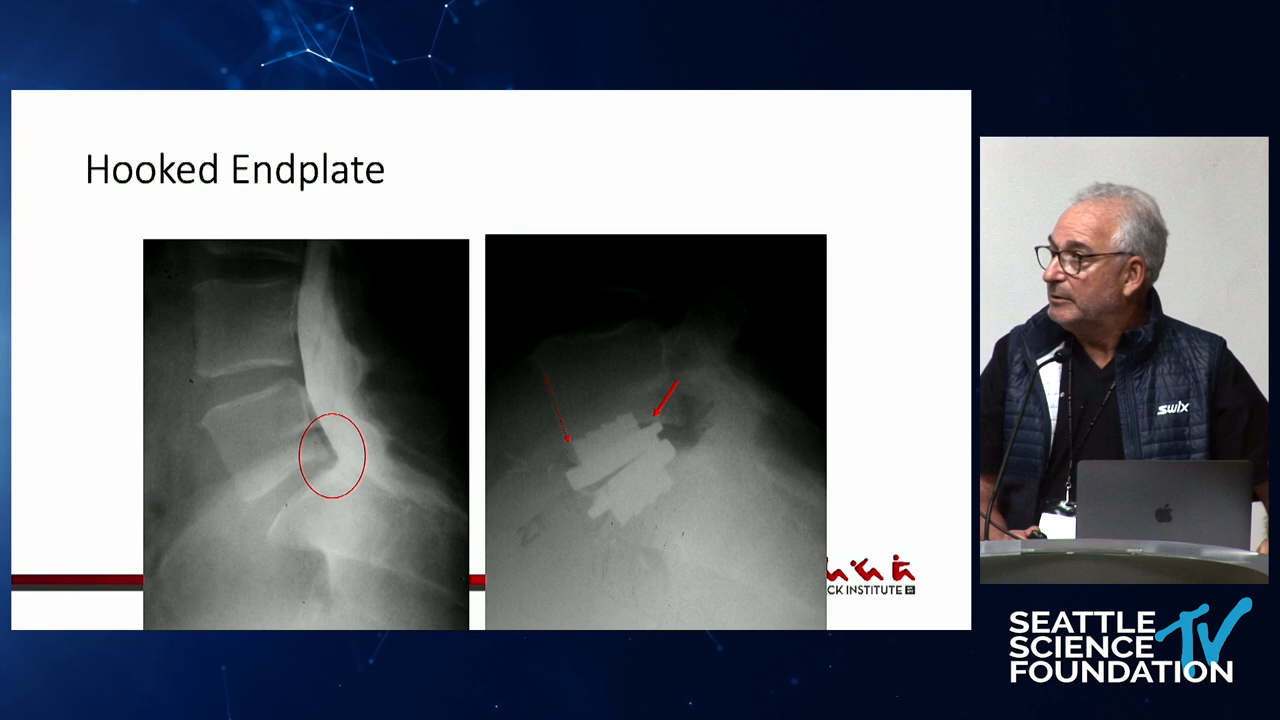 Hooked Endplate
CK INSTITUTE
swix
SEATTLE
SCIENCE
FOUNDATION
TV